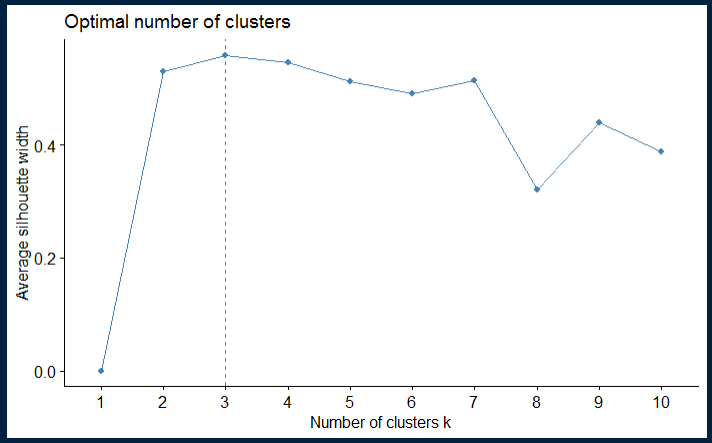 Optimal number of clusters
Average silhouette width
0.4
0.2
0.0
1 2 3 4 5 6 7 8 9 10
Number of clusters k